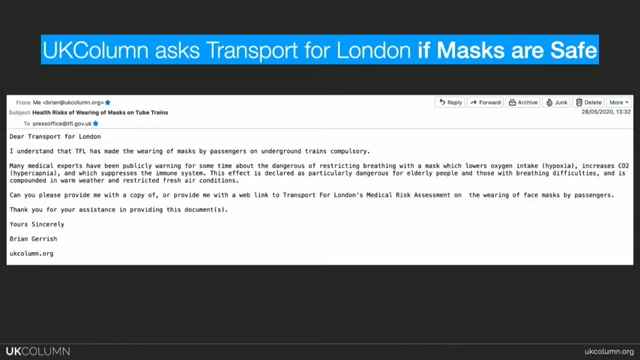 UKColumn asks Transport for London if Masks are Safe
From Me <brian@ukcolumn.org>
Reply Forward Archive Junk Delete More
Subject Health Risks of Wearing of Masks on Tube Trains
28/05/2020, 13:32
To pressoffice@tfl.gov.uk
Dear Transport for London
I understand that TFL has made the wearing of masks by passengers on underground trains compulsory.
Many medical experts have been publicly warning for some time about the dangerous of restricting breathing with a mask which lowers oxygen intake (hypoxia), increases CO2
(hypercapnia), and which suppresses the immune system. This effect is declared as particularly dangerous for elderly people and those with breathing difficulties, and is
compounded in warm weather and restricted fresh air conditions.
Can you please provide me with a copy of, or provide me with a web link to Transport For London's Medical Risk Assessment on the wearing of face masks by passengers.
Thank you for your assistance in providing this document(s).
Yours Sincerely
Brian Gerrish
ukcolumn.org
UKCOLUMN
ukcolumn.org